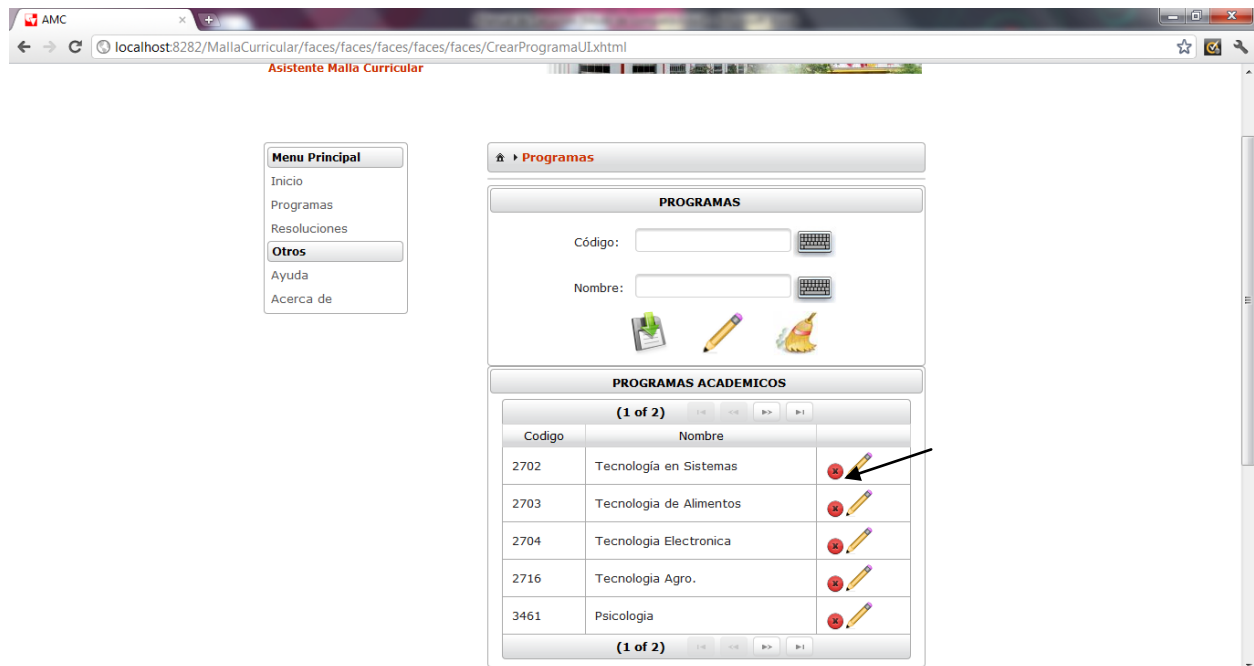 AMC
localhost:8282/MallaCurricular/faces/faces/faces/faces/faces/CrearProgramaUI.xhtml
Asistente Malla Curricular
Menu Principal
Inicio
Programas
Resoluciones
Otros
Ayuda
Acerca de
Programas
PROGRAMAS
Código:
Nombre:
PROGRAMAS ACADEMICOS
(1 of 2)
Codigo Nombre
2702 Tecnología en Sistemas
2703 Tecnologia de Alimentos
2704 Tecnologia Electronica
2716 Tecnologia Agro.
3461 Psicologia
(1 of 2)